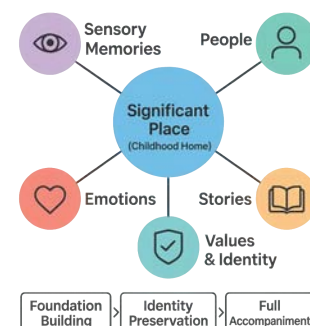 Sensory
Memories
People
Significant
Place
(Childhood Home)
Emotions
Stories
Values
& Identity
Foundation
Building
Identity
Preservation
Full
Accompaniment